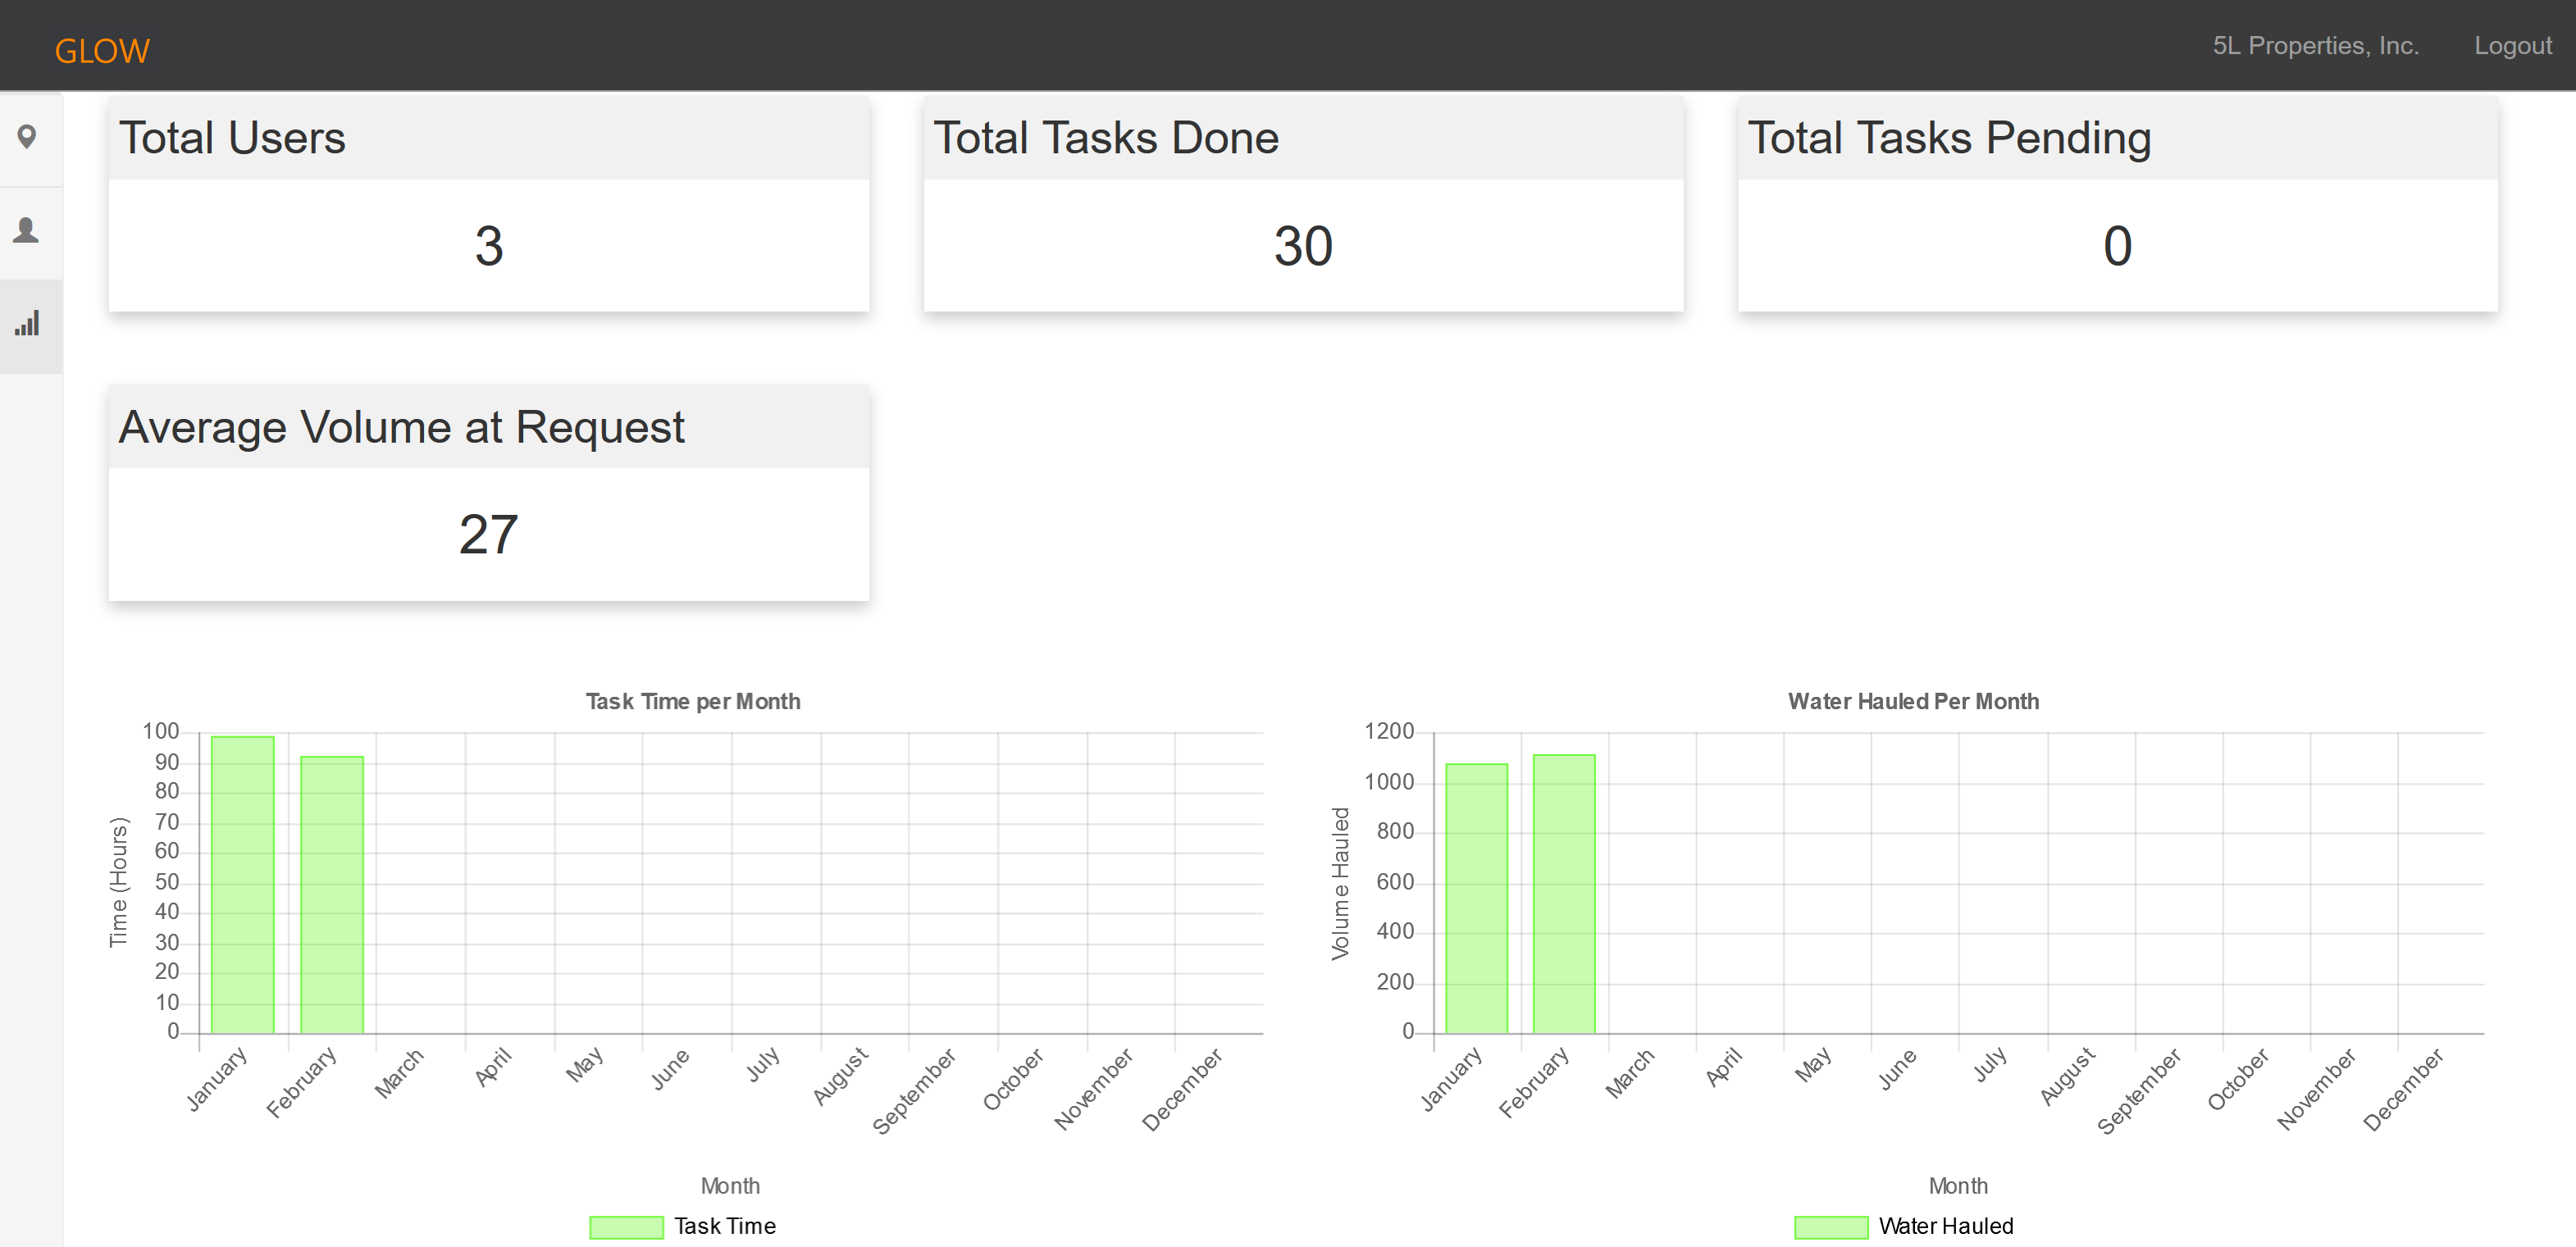 GLOW
5L Properties, Inc.
Logout
Total Users
3
Total Tasks Done
30
Total Tasks Pending
0
Average Volume at Request
27
Task Time per Month
Time (Hours)
100
90
80
70
60
50
40
30
20
10
0
January
February
March
April
May
June
July
August
September
October
November
December
Month
Task Time
Water Hauled Per Month
Volume Hauled
1200
1000
800
600
400
200
0
January
February
March
April
May
June
July
August
September
October
November
December
Month
Water Hauled